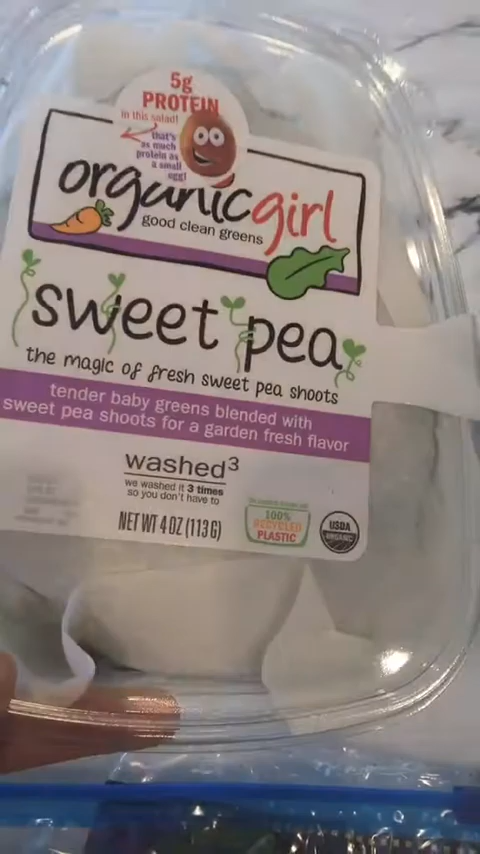 5g
PROTEIN
in this salad!
that's
as much
protein as
a small
egg!
organicgirl
good clean greens
sweet pea
the magic of fresh sweet pea shoots
tender baby greens blended with
sweet pea shoots for a garden fresh flavor
washed³
we washed it 3 times
so you don't have to
NET WT 4 OZ (113G)
100%
RECYCLED
PLASTIC
USDA
ORGANIC